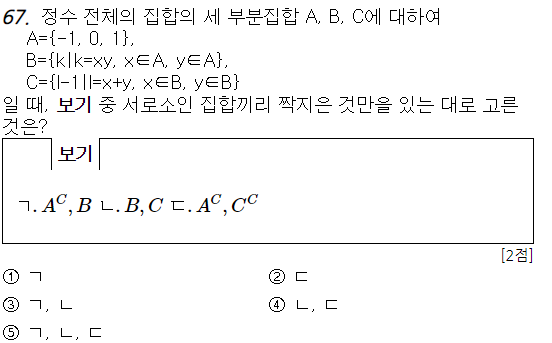 67. 정수 전체의 집합의 세 부분집합 A, B, C에 대하여
A={-1, 0, 1},
B={k|k=xy, x∈A, y∈A},
C={l-1|l=x+y, x∈B, y∈B}
일 때, 보기 중 서로소인 집합끼리 짝지은 것만을 있는 대로 고른
것은?
보기
ㄱ. A^C, B ㄴ. B, C ㄷ. A^C, C^C
[2점]
① ㄱ ② ㄷ
③ ㄱ, ㄴ ④ ㄴ, ㄷ
⑤ ㄱ, ㄴ, ㄷ